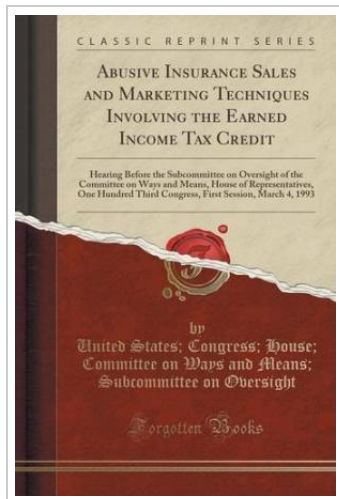 CLASSIC REPRINT SERIES
ABUSIVE INSURANCE SALES
AND MARKETING TECHNIQUES
INVOLVING THE EARNED
INCOME TAX CREDIT
Hearing Before the Subcommittee on Oversight of the
Committee on Ways and Means, House of Representatives,
One Hundred Third Congress, First Session, March 4, 1993
by
United States; Congress; House;
Committee on Ways and Means;
Subcommittee on Oversight
Forgotten Books